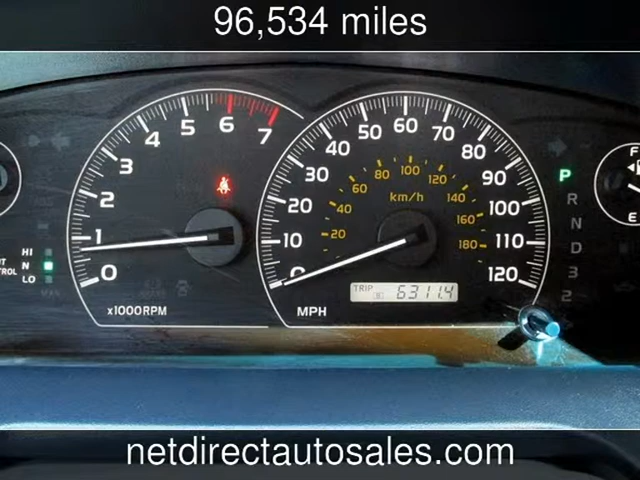 96,534 miles
0 1 2 3 4 5 6 7
x1000RPM
0 10 20 30 40 50 60 70 80 90 100 110 120
20 40 60 80 100 120 140 160 180
km/h
MPH
TRIP
B 6311.4
P
R
N
D
3
2
F
E
HI
N
LO
netdirectautosales.com